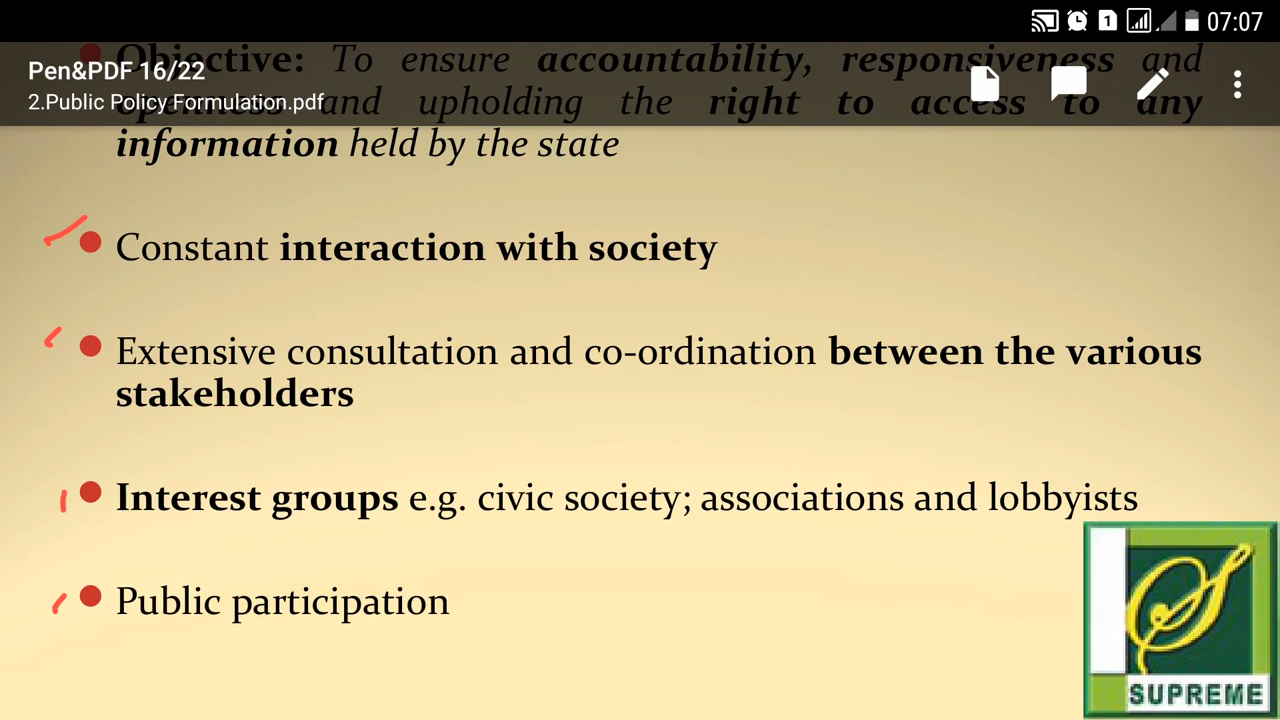 07:07
1
Objective: To ensure accountability, responsiveness and
Pen&PDF 16/22
openness and upholding the right to access to any
2.Public Policy Formulation.pdf
information held by the state
Constant interaction with society
Extensive consultation and co-ordination between the various
stakeholders
Interest groups e.g. civic society; associations and lobbyists
Public participation
S
SUPREME